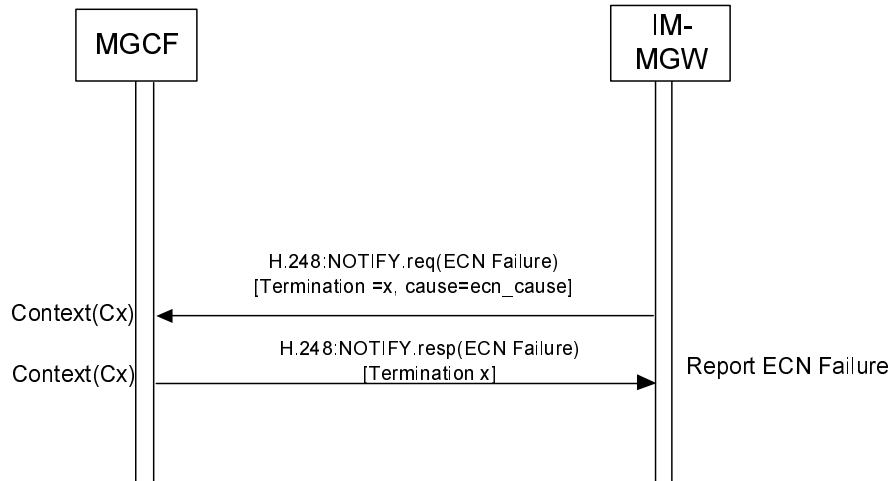 MGCF
IM-
MGW
H.248:NOTIFY.req(ECN Failure)
[Termination =x, cause=ecn_cause]
Context(Cx)
H.248:NOTIFY.resp(ECN Failure)
[Termination x]
Context(Cx)
Report ECN Failure